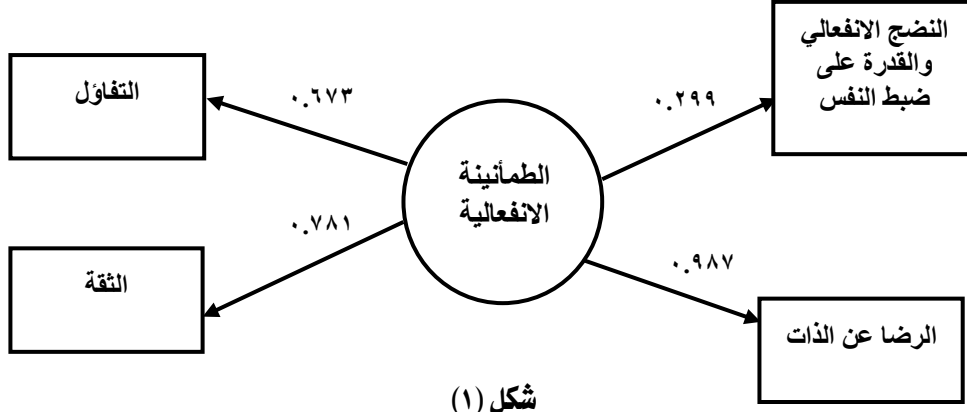 النضج الانفعالي
والقدرة على
ضبط النفس
التفاؤل
٠.٢٩٩
٠.٦٧٣
الطمأنينة
الانفعالية
٠.٧٨١
٠.٩٨٧
الثقة
الرضا عن الذات
شكل (١)